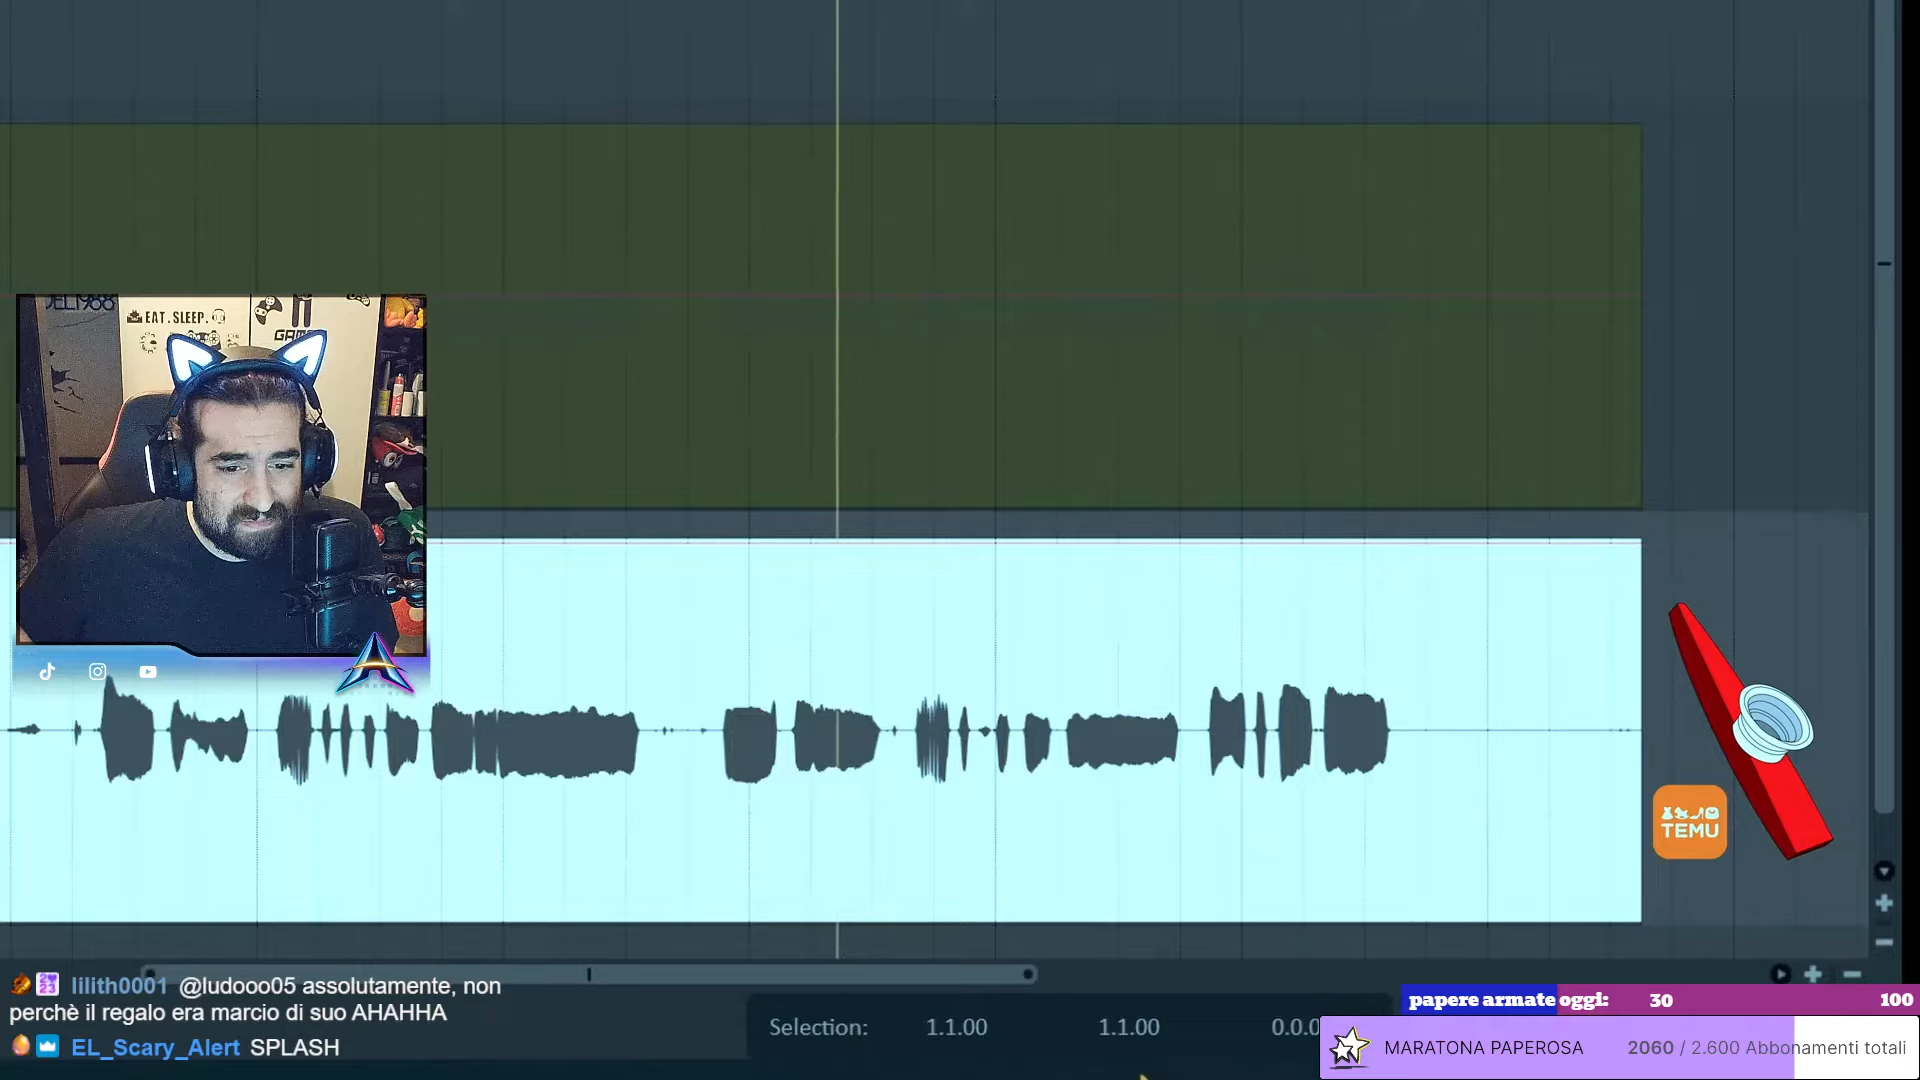 EAT.SLEEP.
TEMU
lilith0001 @ludooo05 assolutamente, non
perchè il regalo era marcio di suo AHAHHA
EL_Scary_Alert SPLASH
Selection: 1.1.00 1.1.00 0.0.0
papere armate oggi: 30 100
MARATONA PAPEROSA 2060 / 2.600 Abbonamenti totali